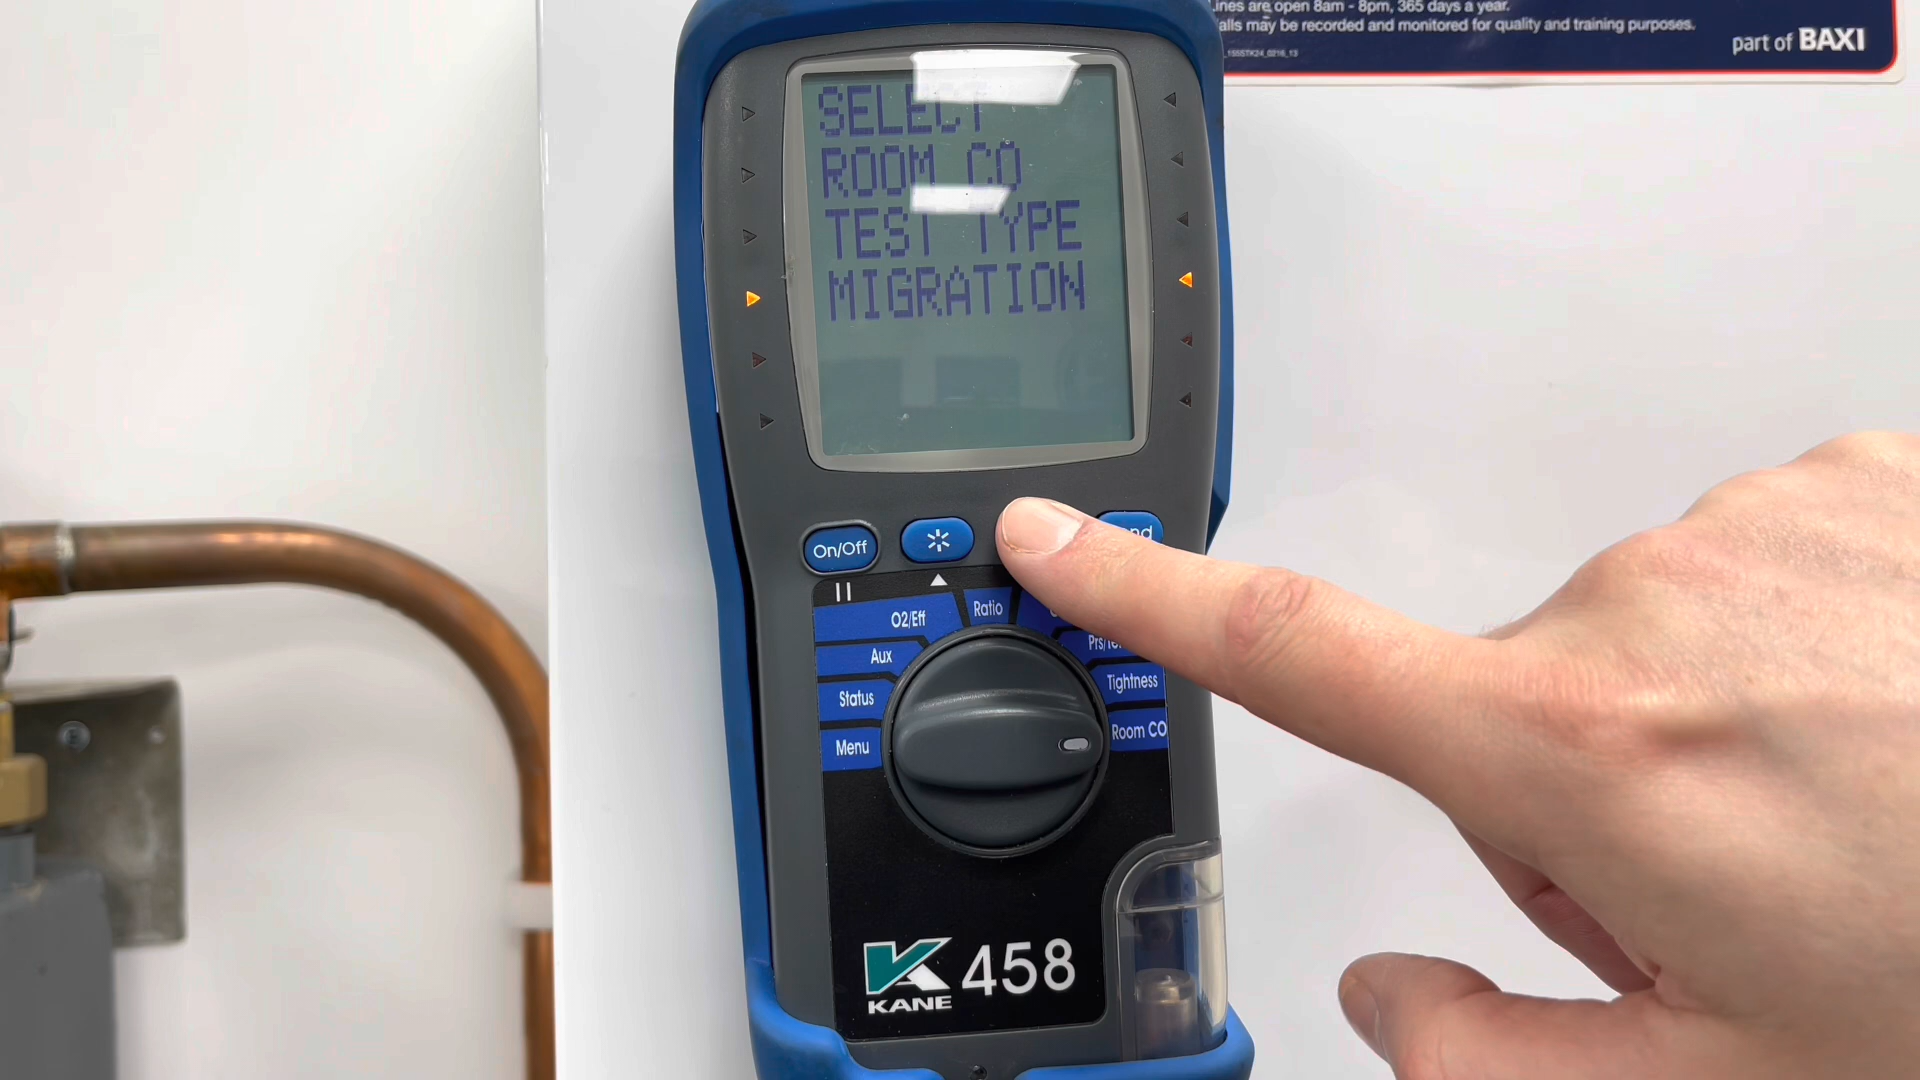 Lines are open 8am - 8pm, 365 days a year.
alls may be recorded and monitored for quality and training purposes.
part of BAXI
SELECT
ROOM CO
TEST TYPE
MIGRATION
On/Off
O2/Eff
Ratio
Aux
Status
Menu
Tightness
Room CO
KANE
458